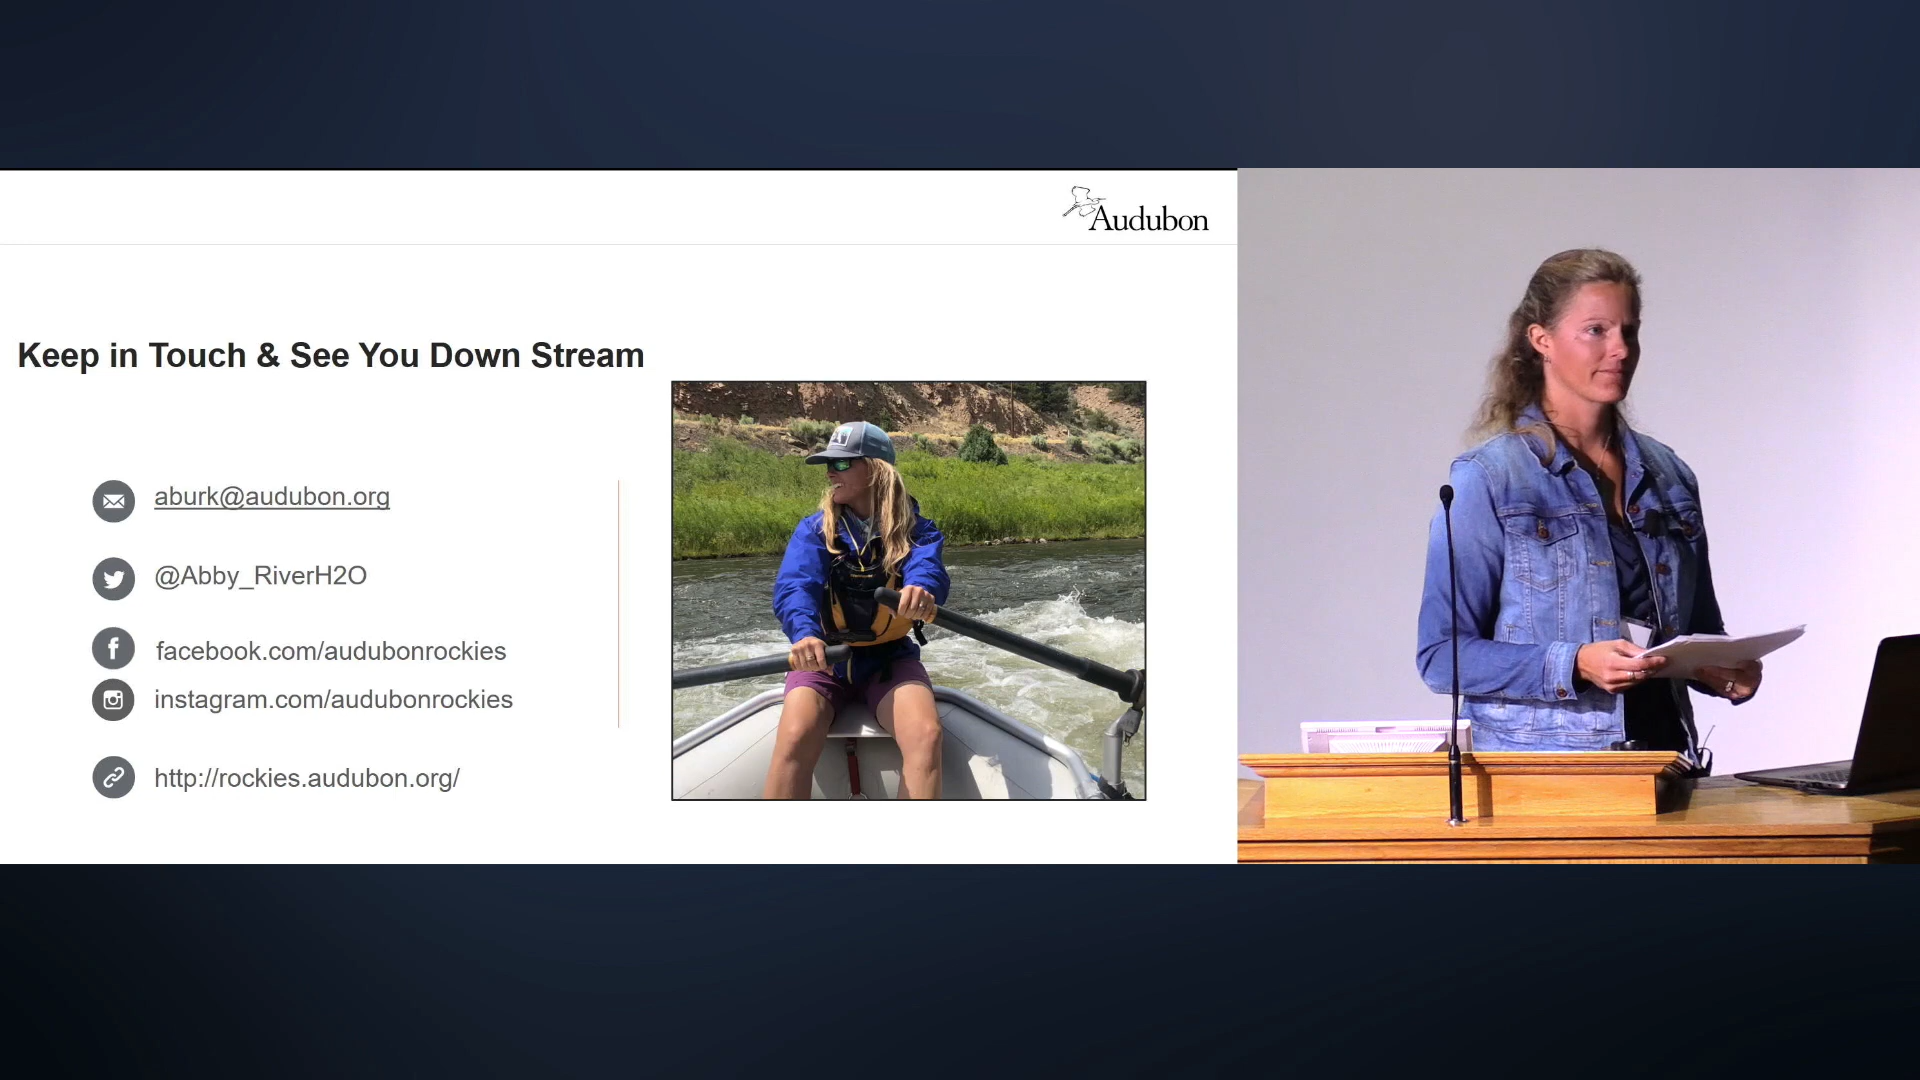 Audubon
Keep in Touch & See You Down Stream
aburk@audubon.org
@Abby_RiverH2O
facebook.com/audubonrockies
instagram.com/audubonrockies
http://rockies.audubon.org/